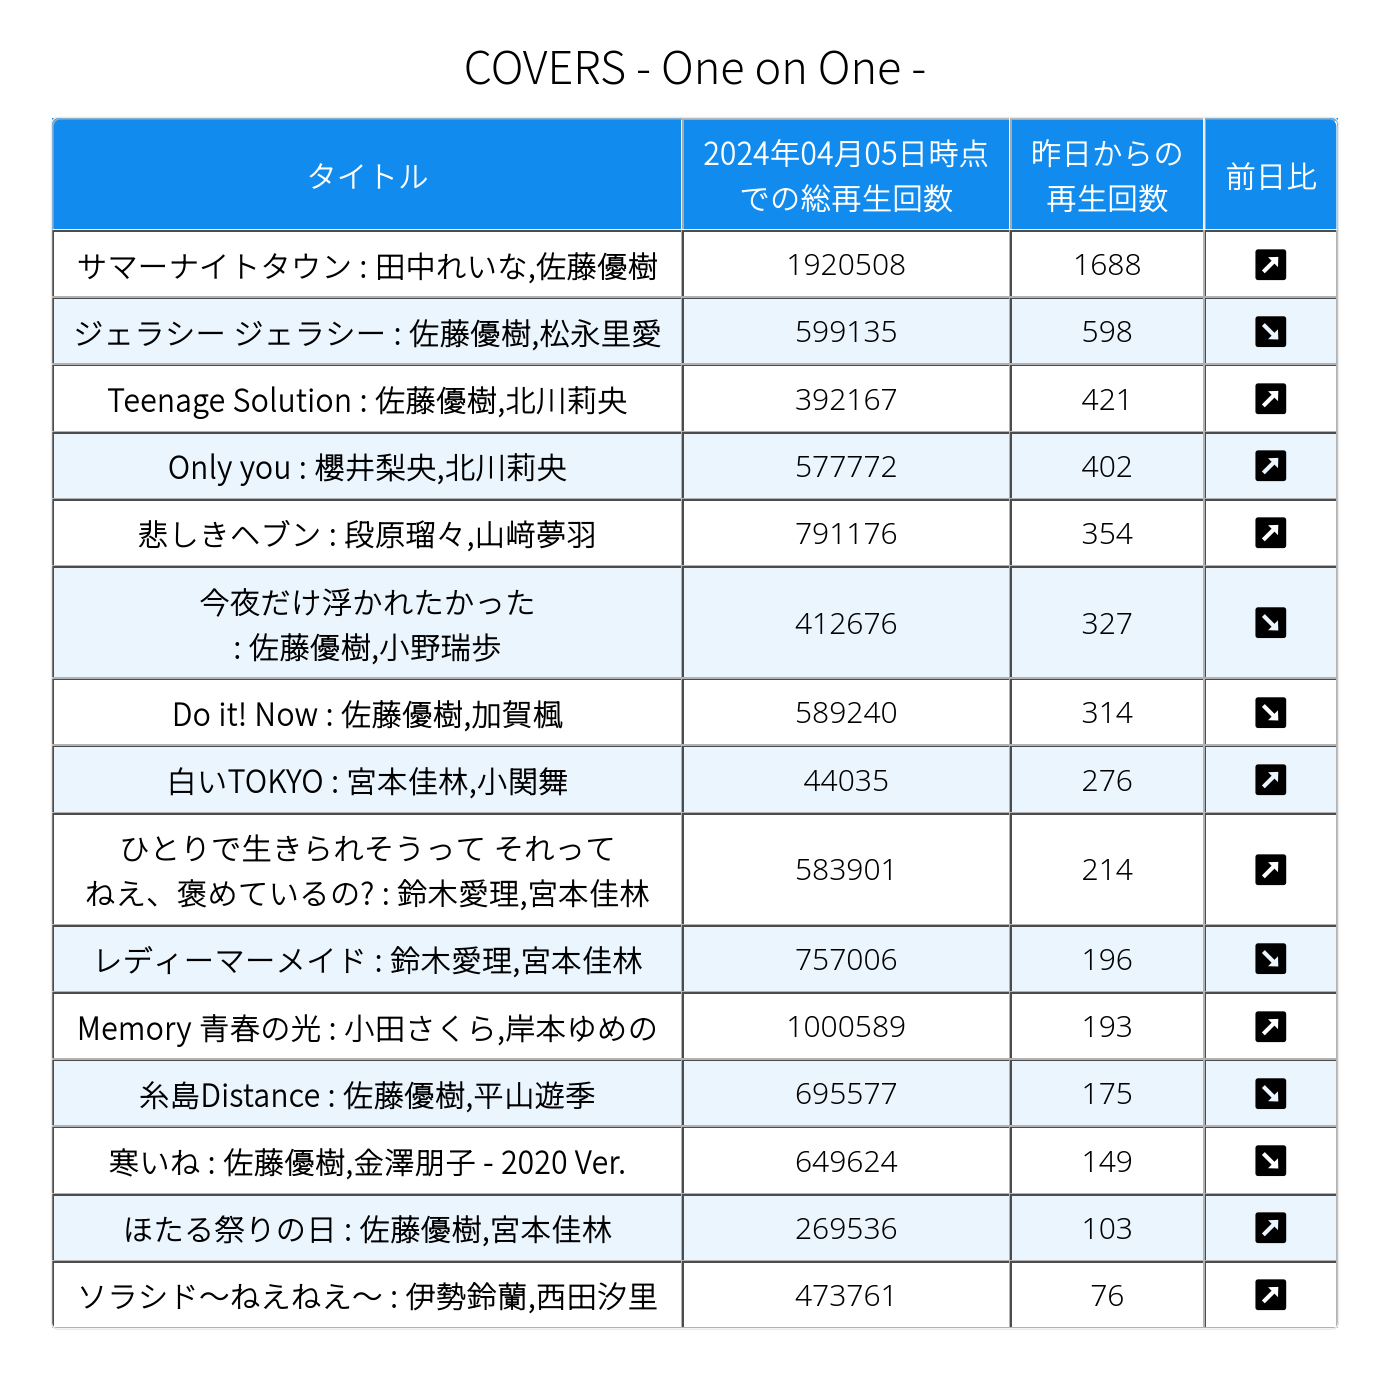 COVERS - One on One -
タイトル
2024年04月05日時点
での総再生回数
昨日からの
再生回数
前日比
サマーナイトタウン : 田中れいな,佐藤優樹 1920508 1688
ジェラシー ジェラシー : 佐藤優樹,松永里愛 599135 598
Teenage Solution : 佐藤優樹,北川莉央 392167 421
Only you : 櫻井梨央,北川莉央 577772 402
悲しきヘブン : 段原瑠々,山﨑夢羽 791176 354
今夜だけ浮かれたかった
: 佐藤優樹,小野瑞歩 412676 327
Do it! Now : 佐藤優樹,加賀楓 589240 314
白いTOKYO : 宮本佳林,小関舞 44035 276
ひとりで生きられそうって それって
ねえ、褒めているの? : 鈴木愛理,宮本佳林 583901 214
レディーマーメイド : 鈴木愛理,宮本佳林 757006 196
Memory 青春の光 : 小田さくら,岸本ゆめの 1000589 193
糸島Distance : 佐藤優樹,平山遊季 695577 175
寒いね : 佐藤優樹,金澤朋子 - 2020 Ver. 649624 149
ほたる祭りの日 : 佐藤優樹,宮本佳林 269536 103
ソラシド〜ねえねえ〜 : 伊勢鈴蘭,西田汐里 473761 76